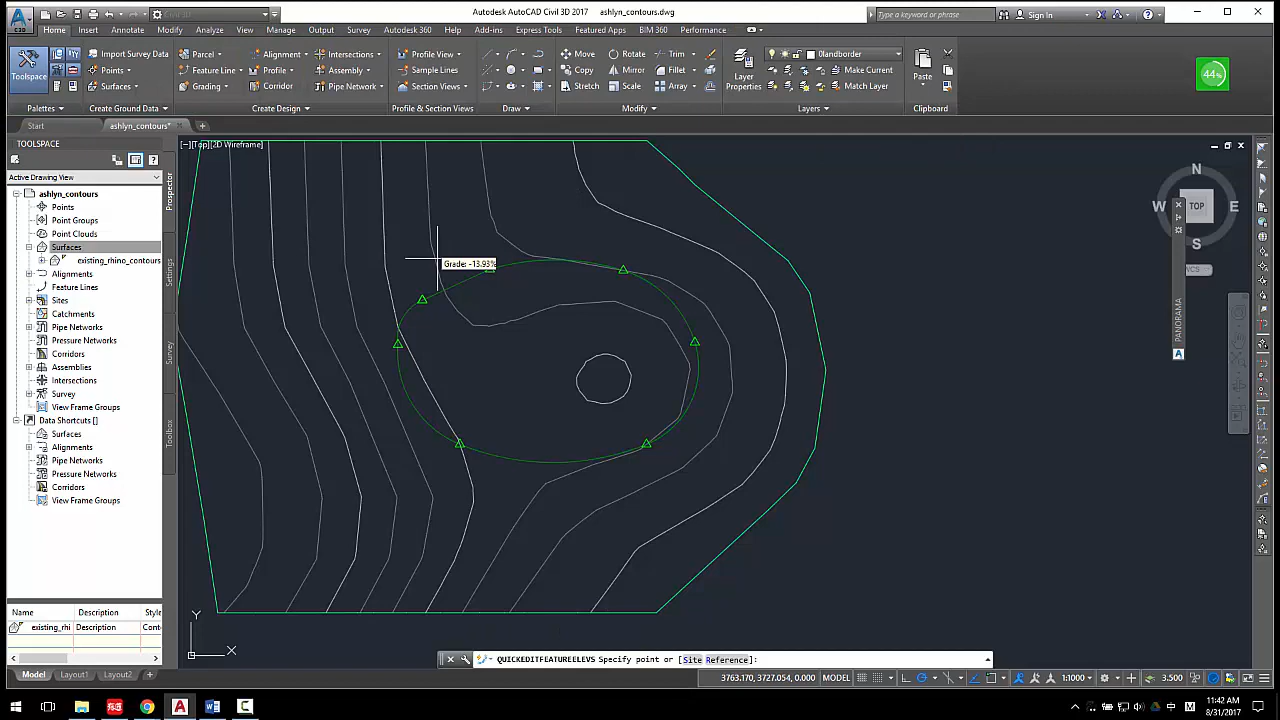 Civil 3D
Autodesk AutoCAD Civil 3D 2017 ashlyn_contours.dwg
Type a keyword or phrase
Sign In
Home Insert Annotate Modify Analyze View Manage Output Survey Autodesk 360 Help Add-ins Express Tools Featured Apps BIM 360 Performance
Toolspace
Import Survey Data
Points
Surfaces
Parcel
Feature Line
Grading
Alignment
Profile
Corridor
Intersections
Assembly
Pipe Network
Profile View
Sample Lines
Section Views
Move
Copy
Stretch
Rotate
Mirror
Scale
Trim
Fillet
Array
Layer
Properties
0landborder
Make Current
Match Layer
Paste
44%
Palettes
Create Ground Data
Create Design
Profile & Section Views
Draw
Modify
Layers
Clipboard
Start
ashlyn_contours*
TOOLSPACE
[–][Top][2D Wireframe]
Active Drawing View
ashlyn_contours
Points
Point Groups
Point Clouds
Surfaces
existing_rhino_contours
Alignments
Feature Lines
Sites
Catchments
Pipe Networks
Pressure Networks
Corridors
Assemblies
Intersections
Survey
View Frame Groups
Data Shortcuts []
Surfaces
Alignments
Pipe Networks
Pressure Networks
Corridors
View Frame Groups
Prospector
Settings
Survey
Toolbox
Grade: -13.93%
N
W
TOP
E
S
WCS
PANORAMA
Name Description Style
existing_rhi Description Cont
Y
X
QUICKEDITFEATUREELEVS Specify point or [Site Reference]:
Model Layout1 Layout2 +
3763.170, 3727.054, 0.000 MODEL
1:1000
3.500
11:42 AM
8/31/2017